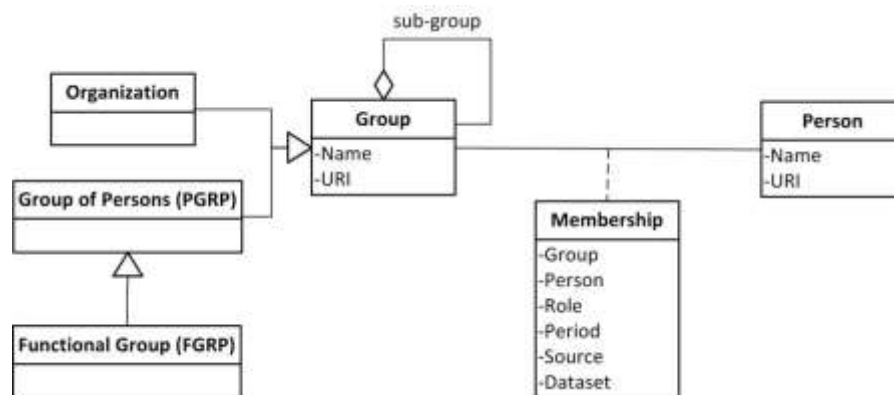 sub-group
Organization
Group
-Name
-URI
Person
-Name
-URI
Group of Persons (PGRP)
Membership
-Group
-Person
-Role
-Period
-Source
-Dataset
Functional Group (FGRP)